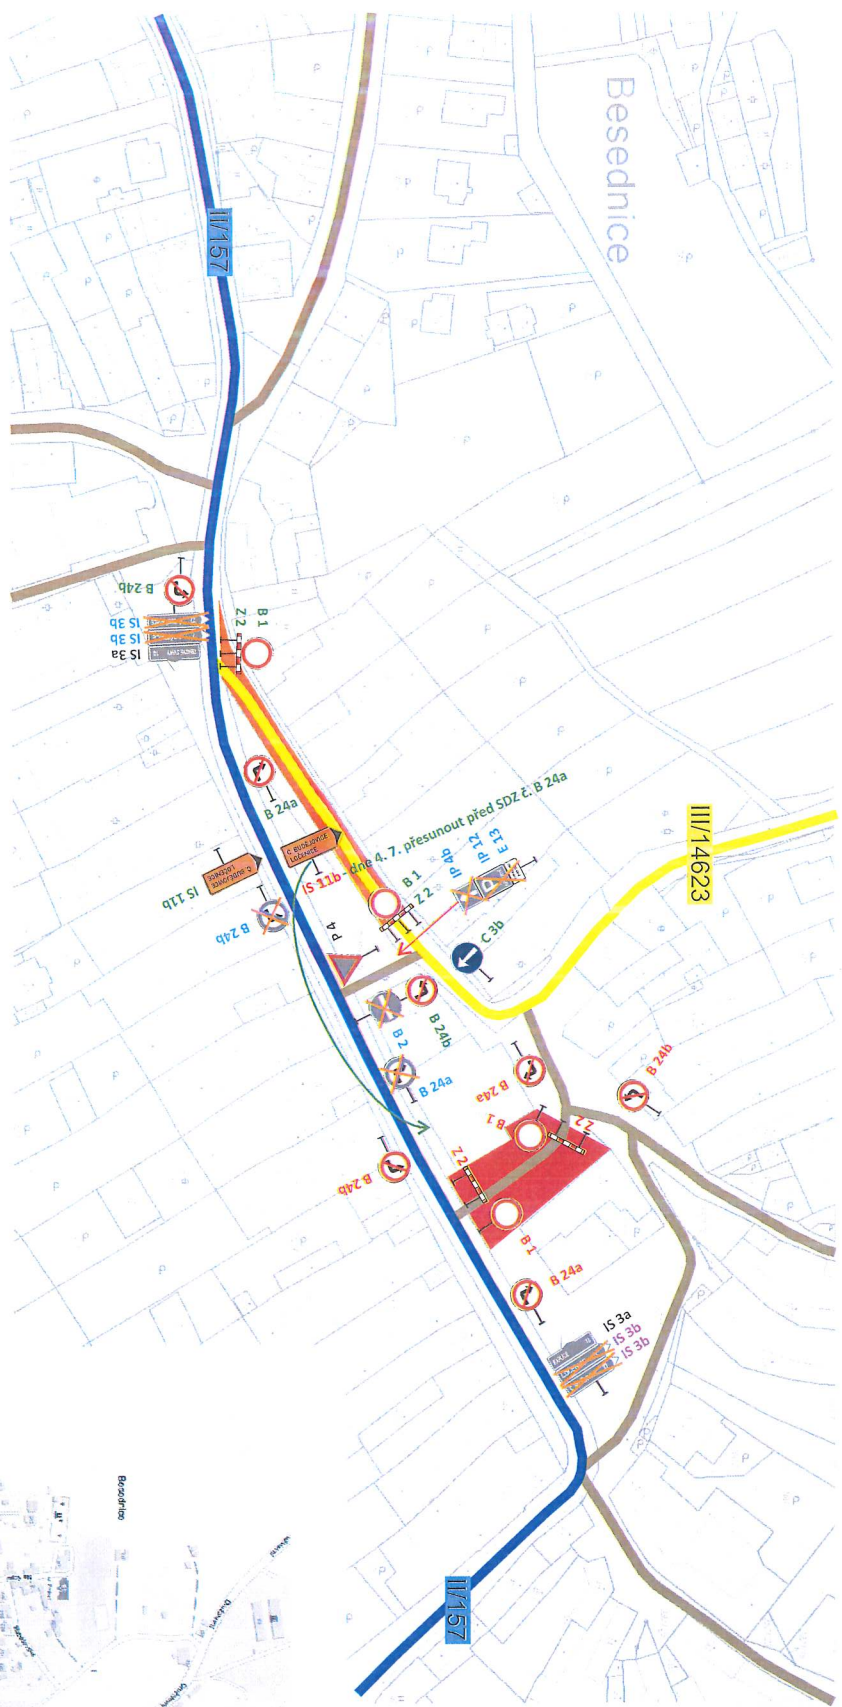 Besednice
II/157
B 24b
IS 3b
IS 3b
IS 3a
Z 2
B 1
B 24a
IS 11b - dne 4. 7. přesunout před SDZ č. B 24a
IS 11b
B 24b
P 4
B 1
Z 2
IP 4b
IP 12
E 13
C 3b
III/14623
B 2
B 24b
B 24a
B 24a
B 24b
B 1
Z 2
Z 2
B 24b
B 1
B 24a
IS 3a
IS 3b
IS 3b
II/157
Besednice